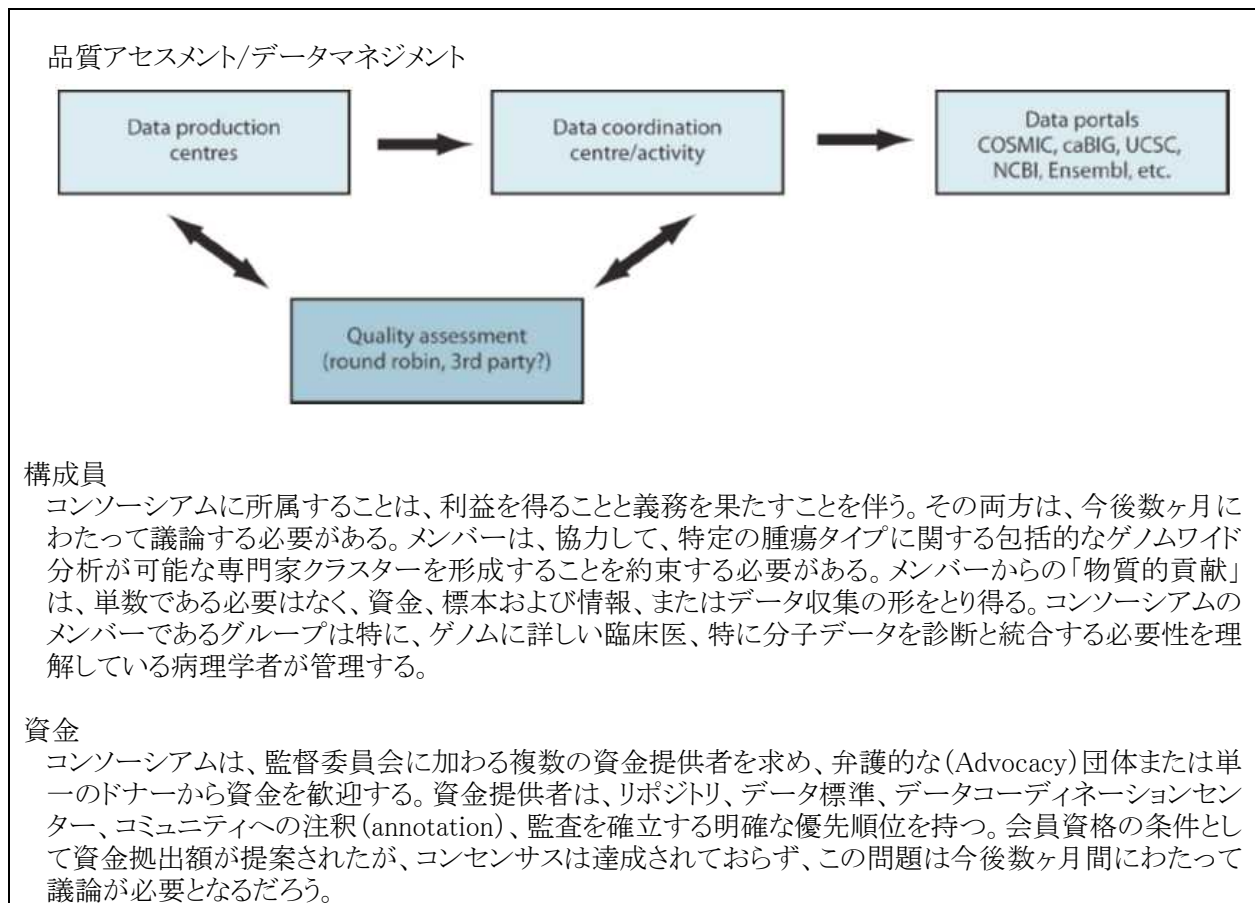 品質アセスメント/データマネジメント
Data production
centres
Data coordination
centre/activity
Data portals
COSMIC, caBIG, UCSC,
NCBI, Ensembl, etc.
Quality assessment
(round robin, 3rd party?)
構成員
コンソーシアムに所属することは、利益を得ることと義務を果たすことを伴う。その両方は、今後数ヶ月に
わたって議論する必要がある。メンバーは、協力して、特定の腫瘍タイプに関する包括的なゲノムワイド
分析が可能な専門家クラスターを形成することを約束する必要がある。メンバーからの「物質的貢献」
は、単数である必要はなく、資金、標本および情報、またはデータ収集の形をとり得る。コンソーシアムの
メンバーであるグループは特に、ゲノムに詳しい臨床医、特に分子データを診断と統合する必要性を理
解している病理学者が管理する。
資金
コンソーシアムは、監督委員会に加わる複数の資金提供者を求め、弁護的な(Advocacy)団体または単
一のドナーから資金を歓迎する。資金提供者は、リポジトリ、データ標準、データコーディネーションセン
ター、コミュニティへの注釈(annotation)、監査を確立する明確な優先順位を持つ。会員資格の条件とし
て資金拠出額が提案されたが、コンセンサスは達成されておらず、この問題は今後数ヶ月間にわたって
議論が必要となるだろう。